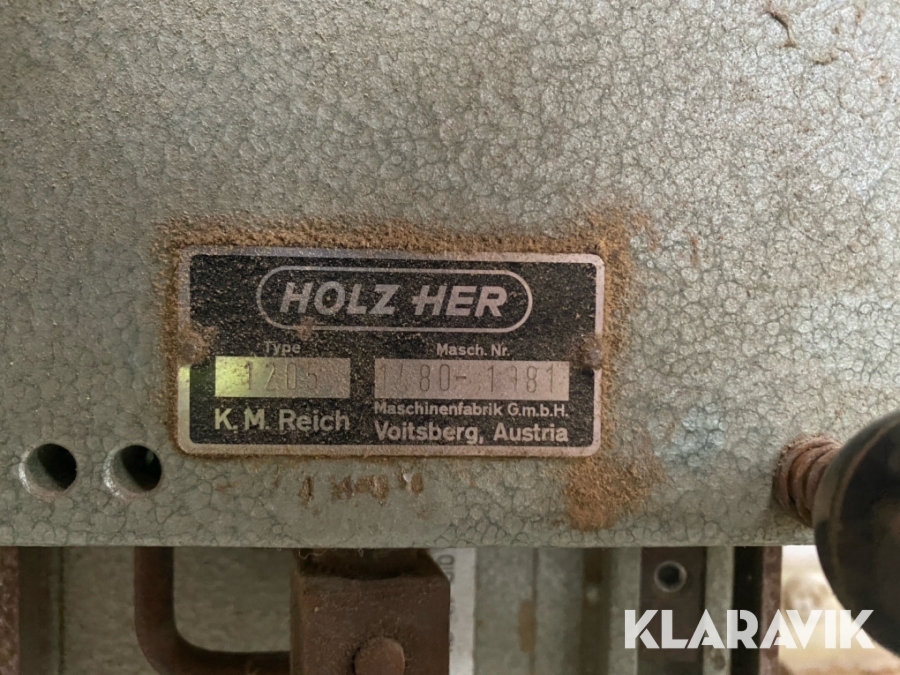 HOLZ HER
Type
Masch. Nr.
1205
K. M. Reich
Maschinenfabrik G.m.b.H.
Voitsberg, Austria
KLARAVIK